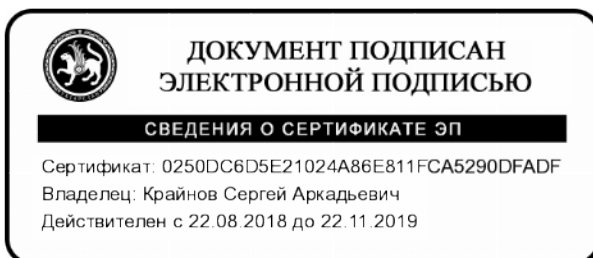 ДОКУМЕНТ ПОДПИСАН
ЭЛЕКТРОННОЙ ПОДПИСЬЮ
СВЕДЕНИЯ О СЕРТИФИКАТЕ ЭП
Сертификат: 0250DC6D5E21024A86E811FCA5290DFADF
Владелец: Крайнов Сергей Аркадьевич
Действителен с 22.08.2018 до 22.11.2019